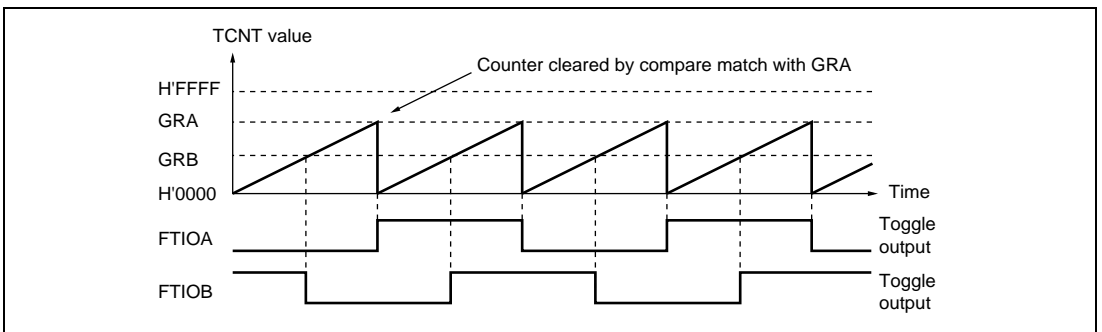 TCNT value
Counter cleared by compare match with GRA
H'FFFF
GRA
GRB
H'0000
Time
FTIOA
Toggle
output
FTIOB
Toggle
output